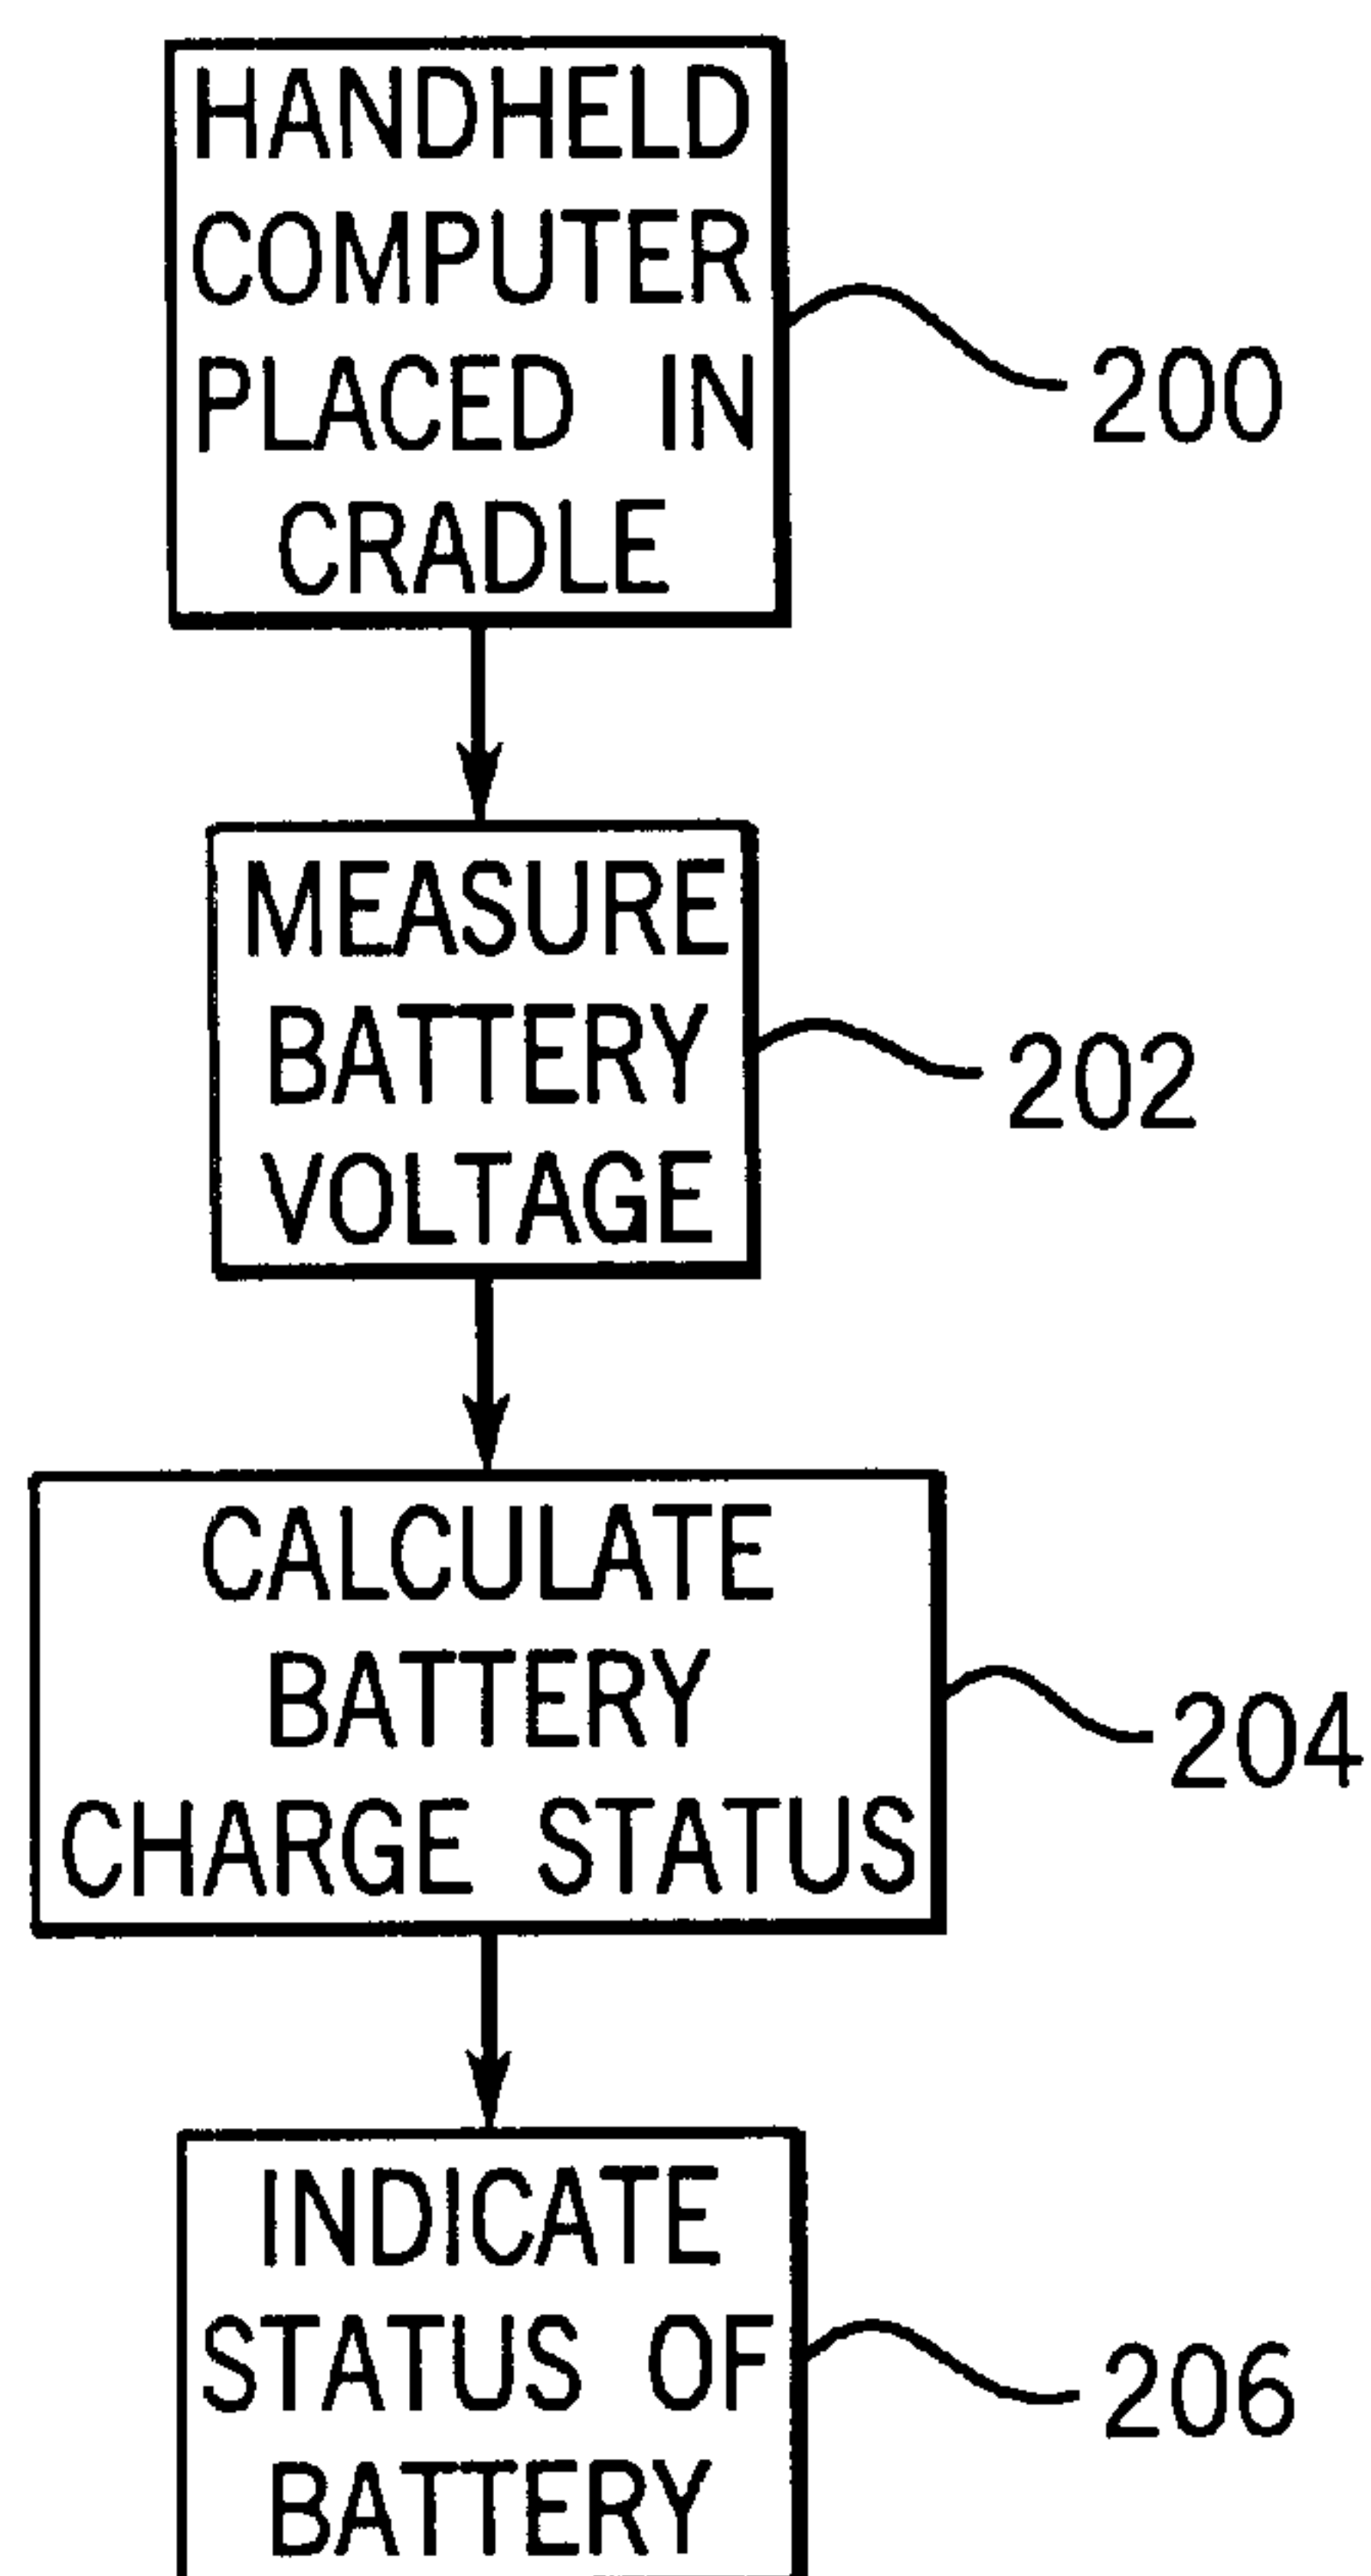 HANDHELD
COMPUTER
PLACED IN
CRADLE
200
MEASURE
BATTERY
VOLTAGE
202
CALCULATE
BATTERY
CHARGE STATUS
204
INDICATE
STATUS OF
BATTERY
206